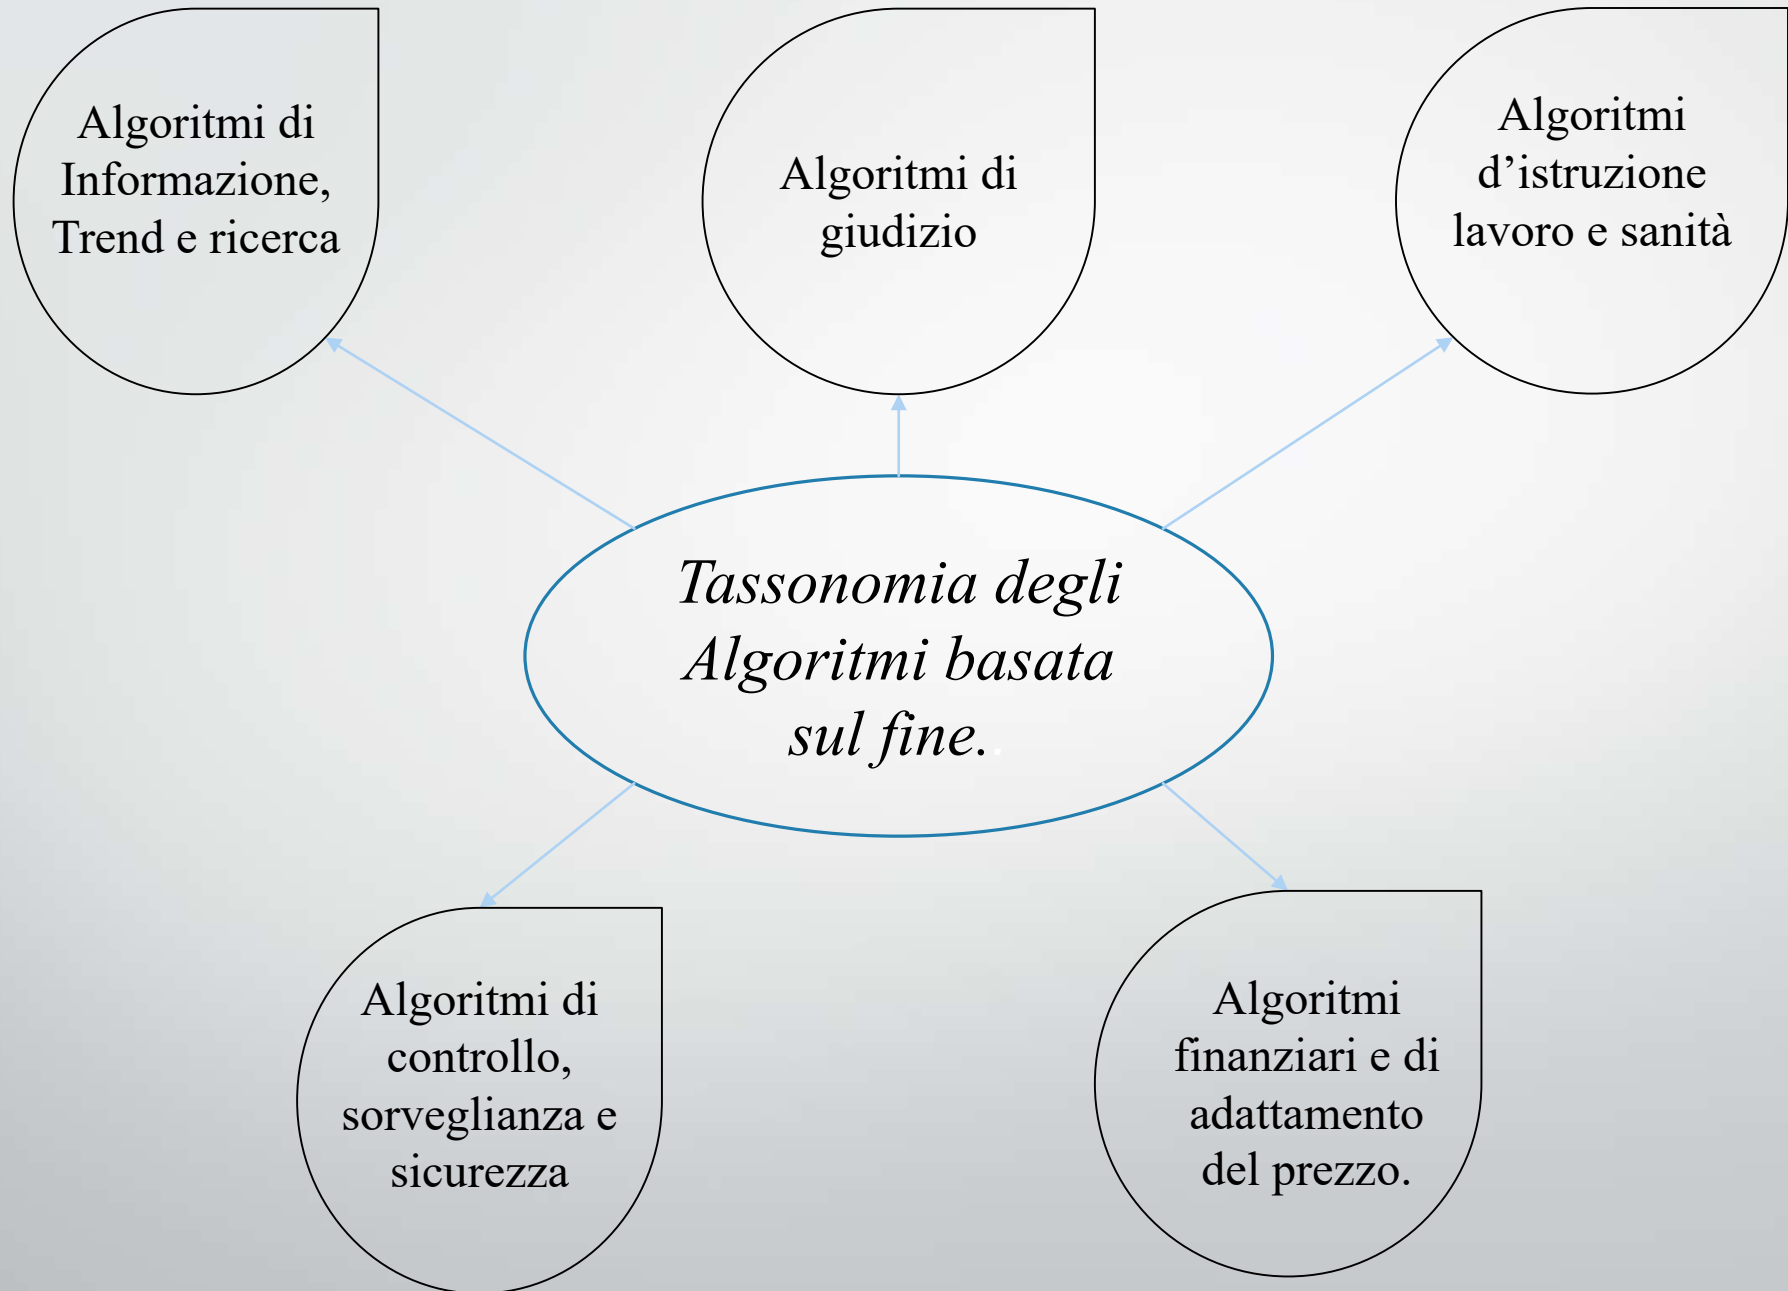 Algoritmi di
Informazione,
Trend e ricerca
Algoritmi di
giudizio
Algoritmi
d’istruzione
lavoro e sanità
Tassonomia degli
Algoritmi basata
sul fine..
Algoritmi di
controllo,
sorveglianza e
sicurezza
Algoritmi
finanziari e di
adattamento
del prezzo.